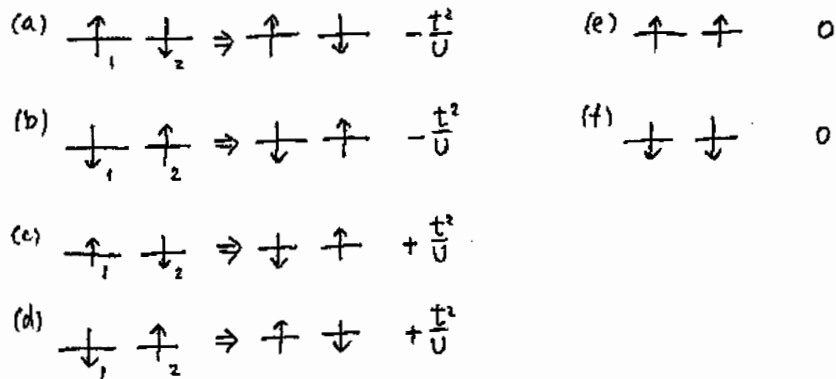 (a) ↑ 1 ↓ 2 ⇒ ↑ ↓ - t²/U
(e) ↑ ↑ 0
(b) ↓ 1 ↑ 2 ⇒ ↓ ↑ - t²/U
(f) ↓ ↓ 0
(c) ↑ 1 ↓ 2 ⇒ ↓ ↑ + t²/U
(d) ↓ 1 ↑ 2 ⇒ ↑ ↓ + t²/U